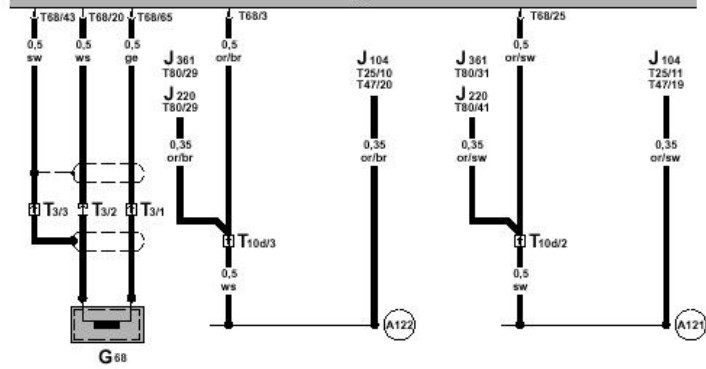 T68/43 T68/20 T68/65 T68/3 T68/25
0,5 0,5 0,5 0,5 0,5
sw ws ge or/br or/sw
J 361
T80/29
J 220
T80/29
J 104
T25/10
T47/20
J 361
T80/31
J 220
T80/41
J 104
T25/11
T47/19
0,35 0,35 0,35 0,35
or/br or/br or/sw or/sw
T3/3 T3/2 T3/1
T10d/3 T10d/2
0,5 0,5
ws sw
A122 A121
G 68